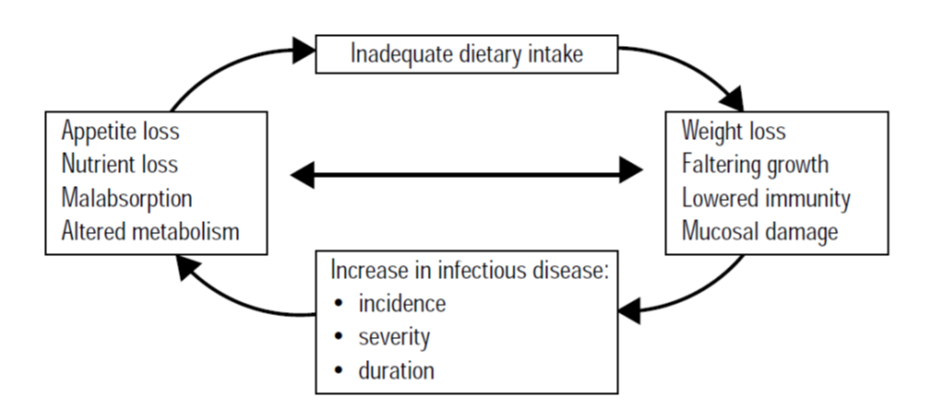 Inadequate dietary intake
Appetite loss
Nutrient loss
Malabsorption
Altered metabolism
Weight loss
Faltering growth
Lowered immunity
Mucosal damage
Increase in infectious disease:
• incidence
• severity
• duration